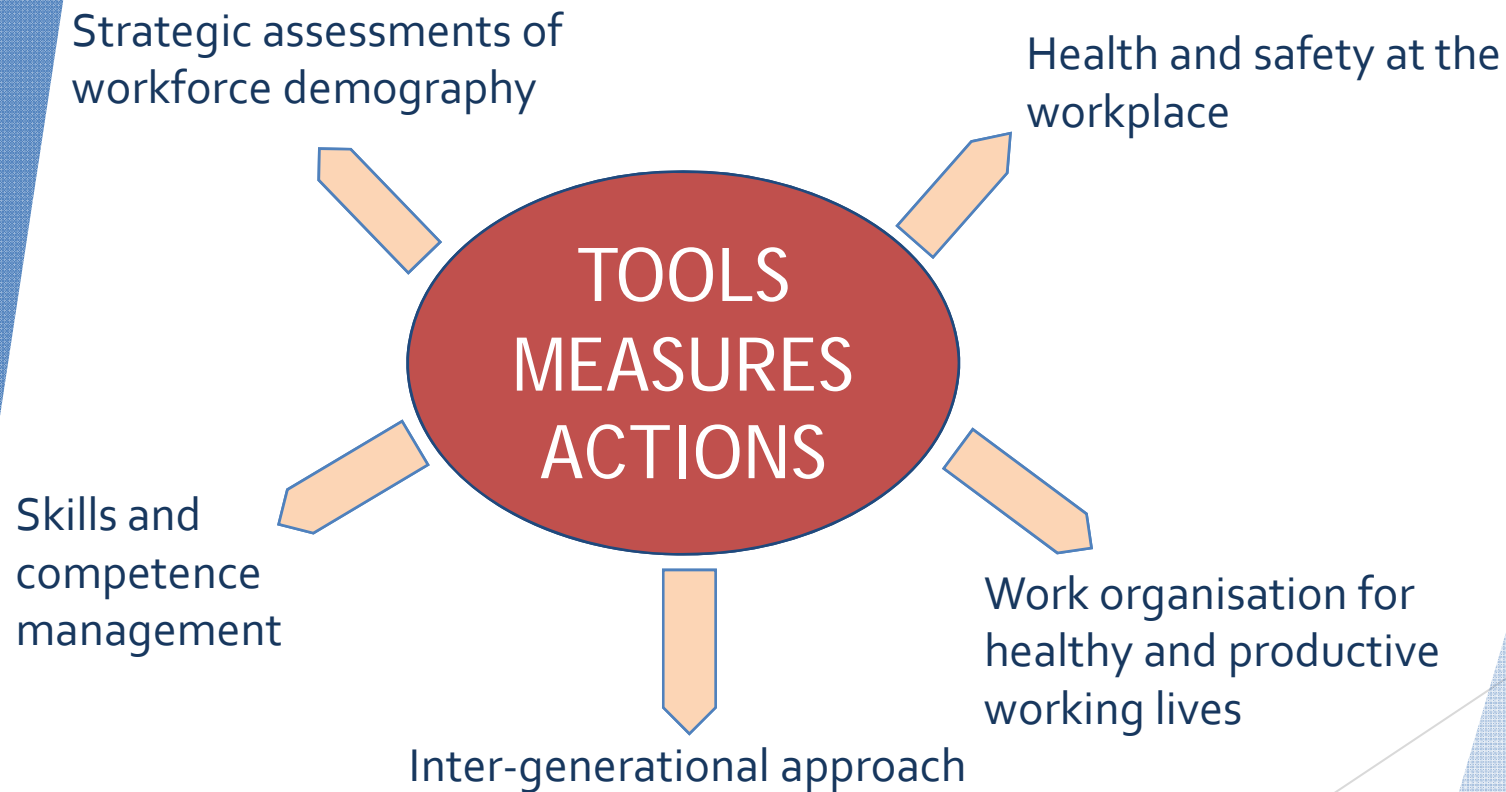 Strategic assessments of
workforce demography
Health and safety at the
workplace
TOOLS
MEASURES
ACTIONS
Skills and
competence
management
Work organisation for
healthy and productive
working lives
Inter-generational approach